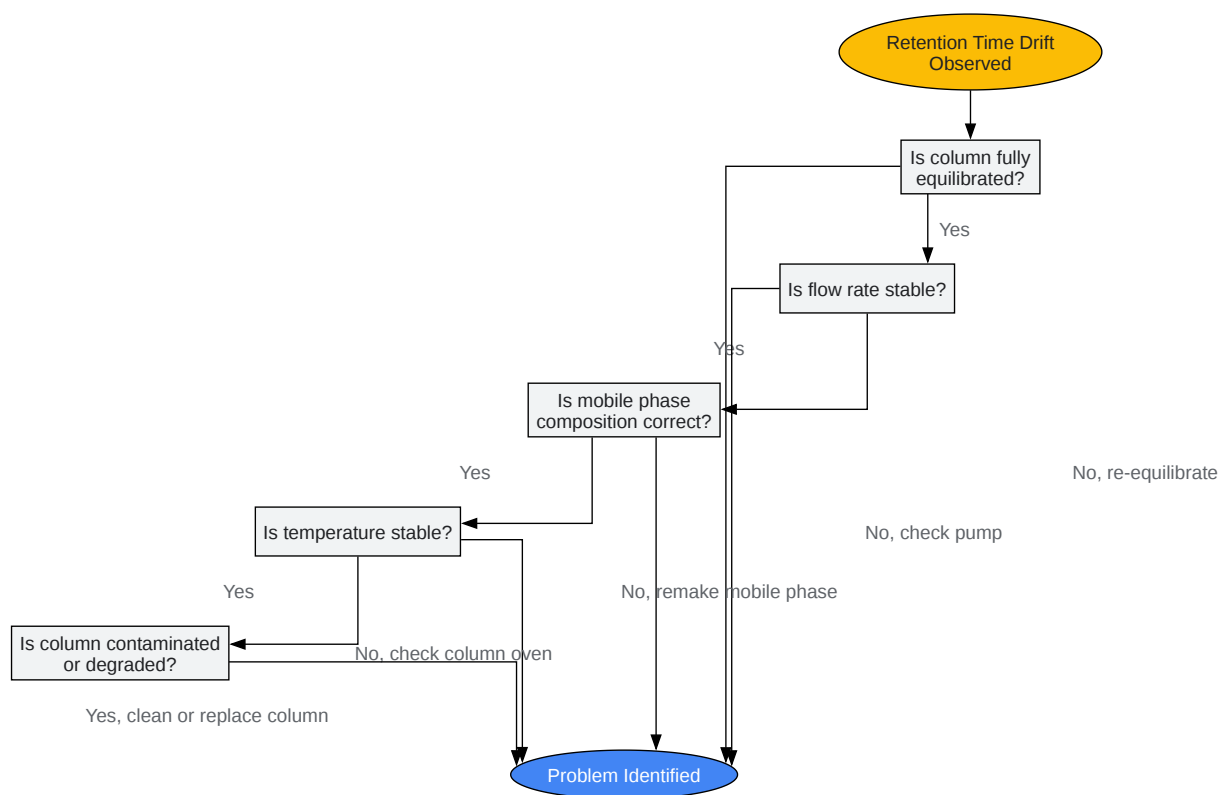 Retention Time Drift
Observed
Is column fully
equilibrated?
Yes
Is flow rate stable?
Yes
Is mobile phase
composition correct?
Yes
No, re-equilibrate
Is temperature stable?
No, check pump
Yes
No, remake mobile phase
Is column contaminated
or degraded?
No, check column oven
Yes, clean or replace column
Problem Identified